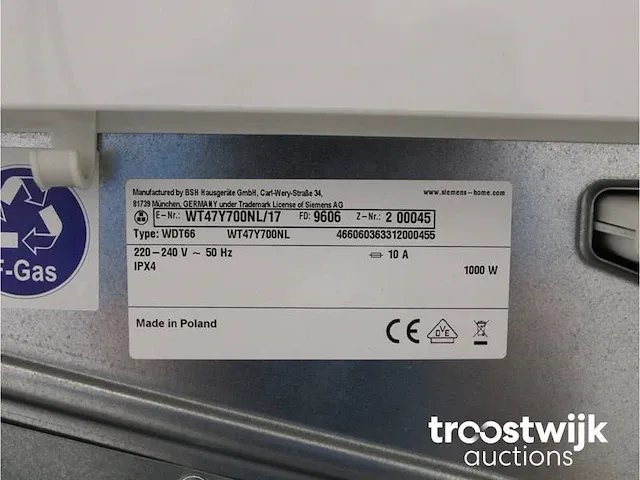 Manufactured by BSH Hausgeräte GmbH, Carl-Wery-Straße 34,
81739 München, GERMANY under Trademark License of Siemens AG
www.siemens-home.com
E-Nr.: WT47Y700NL/17 FD: 9606 Z-Nr.: 2 00045
Type: WDT66 WT47Y700NL 466060363312000455
220-240 V ~ 50 Hz 10 A
IPX4 1000 W
Made in Poland
CE
DVE
F-Gas
troostwijk
auctions